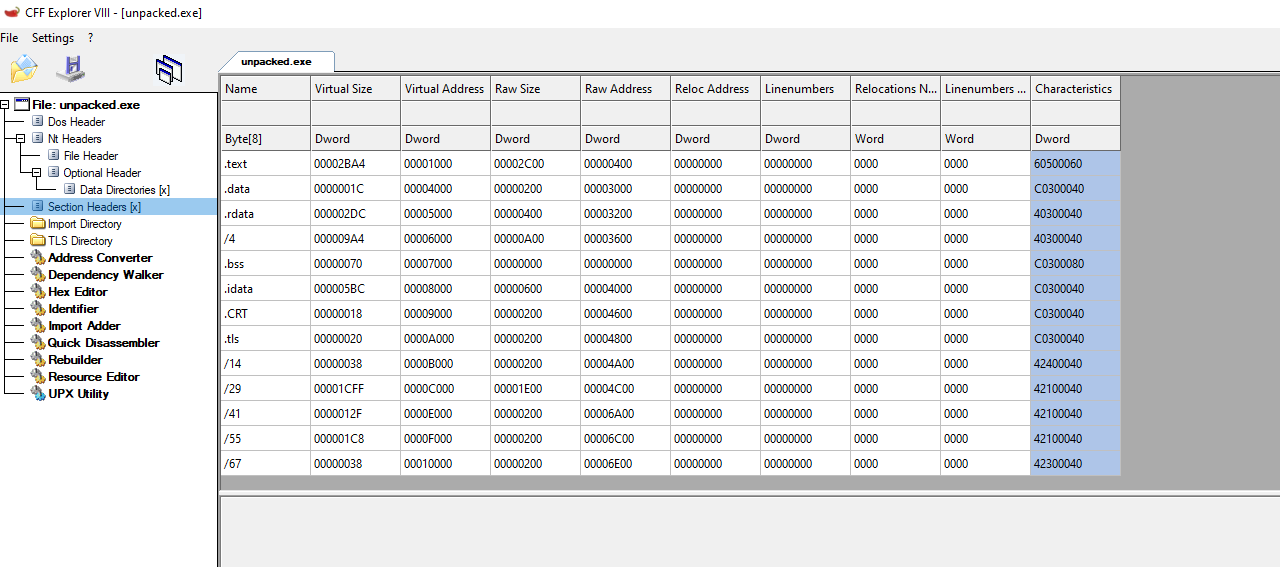 CFF Explorer VIII - [unpacked.exe]
File Settings ?
unpacked.exe
File: unpacked.exe
Dos Header
Nt Headers
File Header
Optional Header
Data Directories [x]
Section Headers [x]
Import Directory
TLS Directory
Address Converter
Dependency Walker
Hex Editor
Identifier
Import Adder
Quick Disassembler
Rebuilder
Resource Editor
UPX Utility
Name Virtual Size Virtual Address Raw Size Raw Address Reloc Address Linenumbers Relocations N... Linenumbers ... Characteristics
Byte[8] Dword Dword Dword Dword Dword Dword Word Word Dword
.text 00002BA4 00001000 00002C00 00000400 00000000 00000000 0000 0000 60500060
.data 0000001C 00004000 00000200 00003000 00000000 00000000 0000 0000 C0300040
.rdata 000002DC 00005000 00000400 00003200 00000000 00000000 0000 0000 40300040
/4 000009A4 00006000 00000A00 00003600 00000000 00000000 0000 0000 40300040
.bss 00000070 00007000 00000000 00000000 00000000 00000000 0000 0000 C0300080
.idata 000005BC 00008000 00000600 00004000 00000000 00000000 0000 0000 C0300040
.CRT 00000018 00009000 00000200 00004600 00000000 00000000 0000 0000 C0300040
.tls 00000020 0000A000 00000200 00004800 00000000 00000000 0000 0000 C0300040
/14 00000038 0000B000 00000200 00004A00 00000000 00000000 0000 0000 42400040
/29 00001CFF 0000C000 00001E00 00004C00 00000000 00000000 0000 0000 42100040
/41 0000012F 0000E000 00000200 00006A00 00000000 00000000 0000 0000 42100040
/55 000001C8 0000F000 00000200 00006C00 00000000 00000000 0000 0000 42100040
/67 00000038 00010000 00000200 00006E00 00000000 00000000 0000 0000 42300040